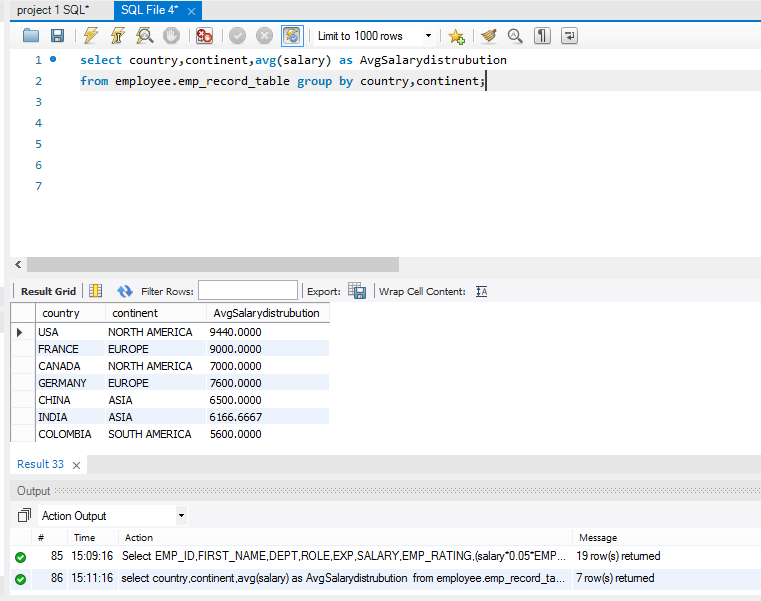 project 1 SQL* SQL File 4*
Limit to 1000 rows
1 select country,continent,avg(salary) as AvgSalarydistrubution
2 from employee.emp_record_table group by country,continent;
3
4
5
6
7
Result Grid Filter Rows: Export: Wrap Cell Content:
country continent AvgSalarydistrubution
USA NORTH AMERICA 9440.0000
FRANCE EUROPE 9000.0000
CANADA NORTH AMERICA 7000.0000
GERMANY EUROPE 7600.0000
CHINA ASIA 6500.0000
INDIA ASIA 6166.6667
COLOMBIA SOUTH AMERICA 5600.0000
Result 33
Output
Action Output
# Time Action Message
85 15:09:16 Select EMP_ID,FIRST_NAME,DEPT,ROLE,EXP,SALARY,EMP_RATING,(salary*0.05*EMP... 19 row(s) returned
86 15:11:16 select country,continent,avg(salary) as AvgSalarydistrubution from employee.emp_record_ta... 7 row(s) returned